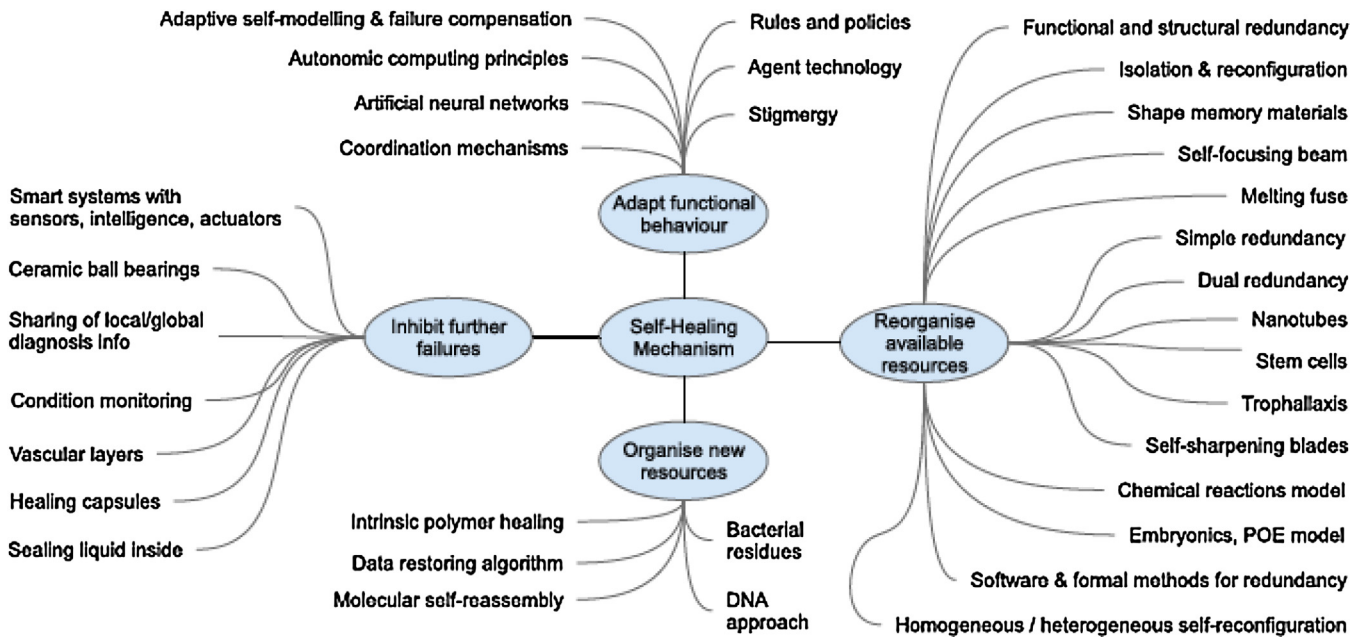 Adaptive self-modelling & failure compensation
Autonomic computing principles
Artificial neural networks
Coordination mechanisms
Rules and policies
Agent technology
Stigmergy
Functional and structural redundancy
Isolation & reconfiguration
Shape memory materials
Self-focusing beam
Melting fuse
Simple redundancy
Dual redundancy
Nanotubes
Stem cells
Trophallaxis
Self-sharpening blades
Chemical reactions model
Embryonics, POE model
Software & formal methods for redundancy
Homogeneous / heterogeneous self-reconfiguration
Smart systems with
sensors, intelligence, actuators
Ceramic ball bearings
Sharing of local/global
diagnosis info
Condition monitoring
Vascular layers
Healing capsules
Sealing liquid inside
Adapt functional
behaviour
Inhibit further
failures
Self-Healing
Mechanism
Reorganise
available
resources
Organise new
resources
Intrinsic polymer healing
Data restoring algorithm
Molecular self-reassembly
Bacterial
residues
DNA
approach